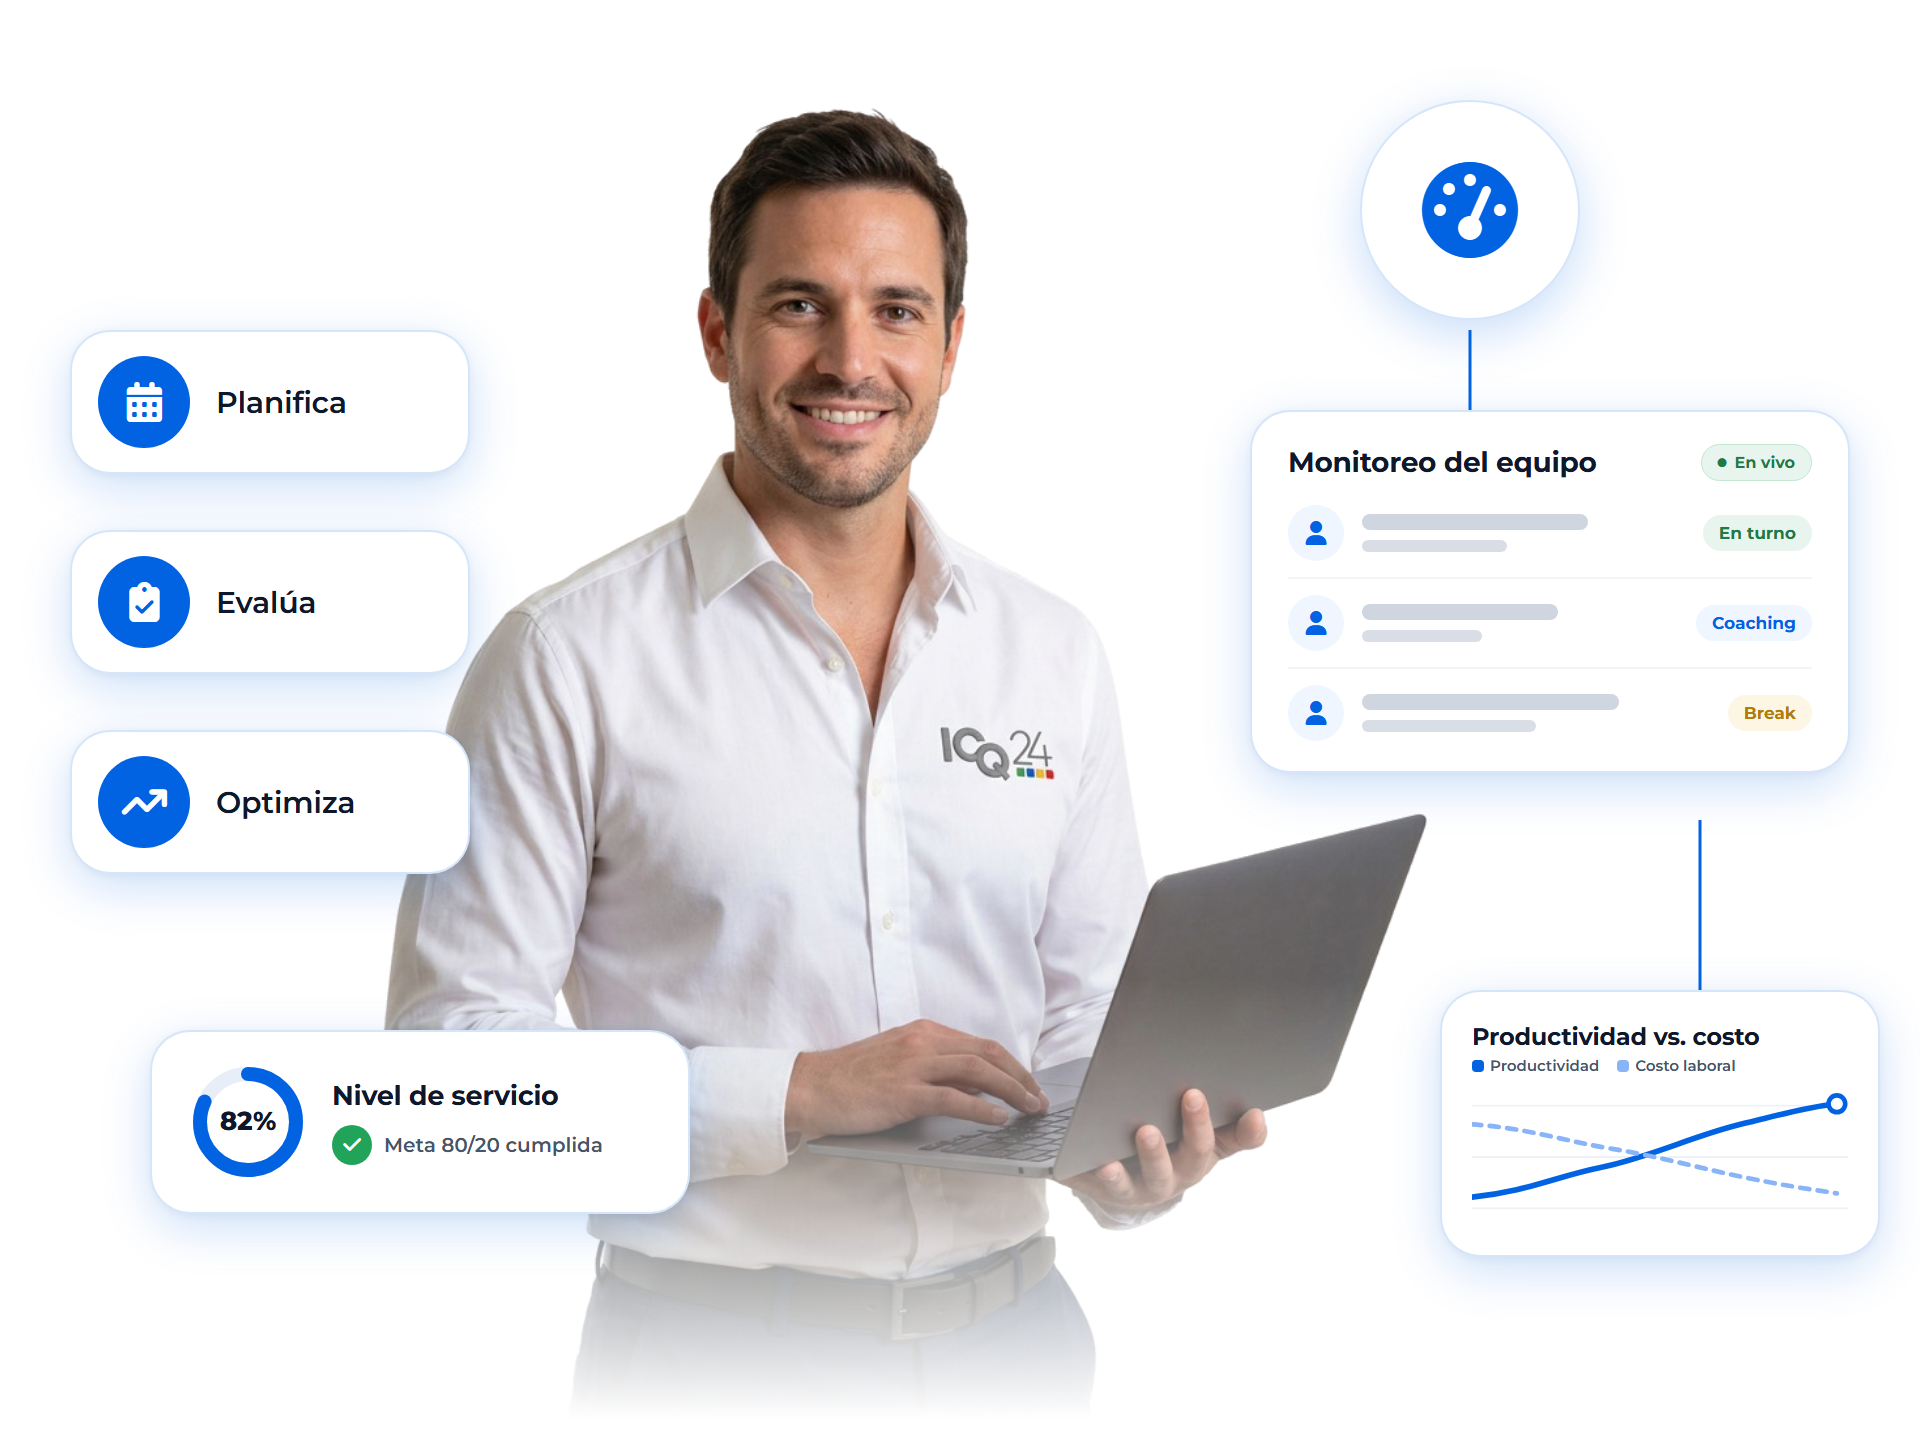 Planifica
Evalúa
Optimiza
ICQ24
Monitoreo del equipo
En vivo
En turno
Coaching
Break
82%
Nivel de servicio
Meta 80/20 cumplida
Productividad vs. costo
Productividad
Costo laboral